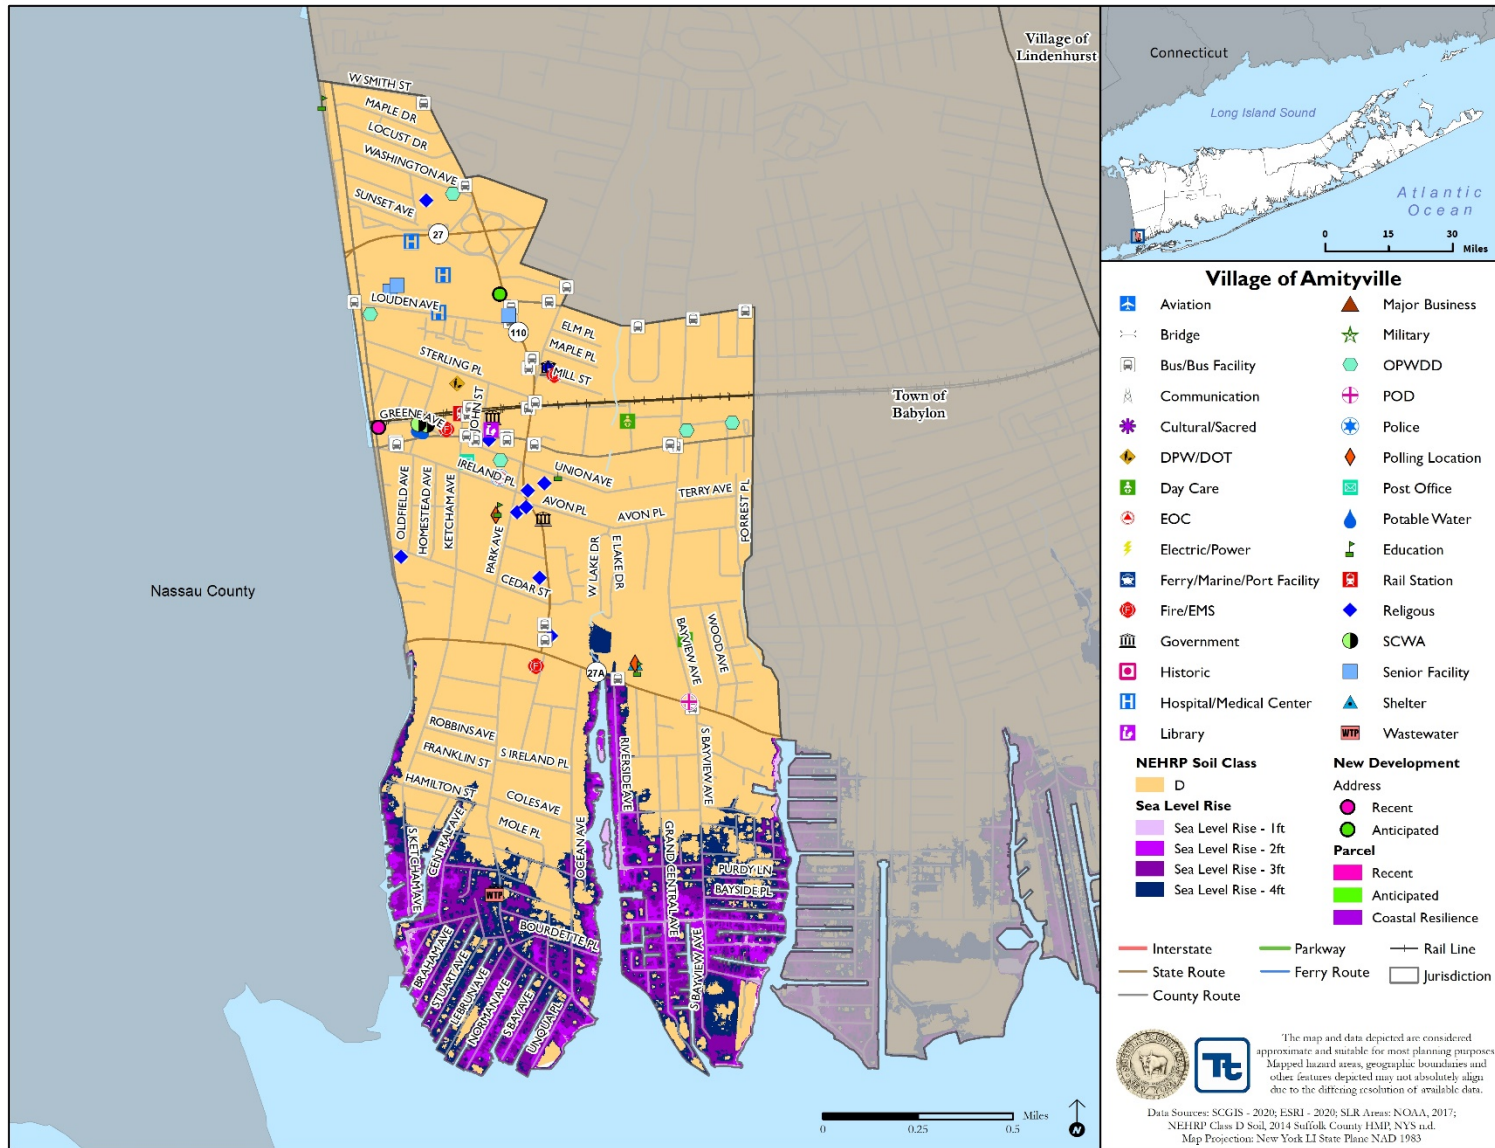 Village of
Lindenhurst
W SMITH ST
MAPLE DR
LOCUST DR
WASHINGTON AVE
SUNSET AVE
27
LOUDEN AVE
110
ELM PL
MAPLE PL
MILL ST
STERLING PL
JOHN ST
GREENE AVE
Town of
Babylon
IRELAND PL
UNION AVE
TERRY AVE
OLDFIELD AVE
HOMESTEAD AVE
KETCHAM AVE
PARK AVE
AVON PL
AVON PL
FORREST PL
W LAKE DR
E LAKE DR
CEDAR ST
Nassau County
BAYVIEW AVE
WOOD AVE
27A
ROBBINS AVE
FRANKLIN ST
S IRELAND PL
HAMILTON ST
COLES AVE
MOLE PL
RIVERSIDE AVE
S BAYVIEW AVE
S KETCHAM AVE
CENTRAL AVE
OCEAN AVE
GRAND CENTRAL AVE
PURDY LN
BAYSIDE PL
WTP
BOURDETTE PL
S BAYVIEW AVE
BRAHAM AVE
STUART AVE
LEBRUN AVE
NORMAN AVE
S BAY AVE
UNQUA PL
0 0.25 0.5
Miles
N
Connecticut
Long Island Sound
Atlantic
Ocean
0 15 30
Miles
Village of Amityville
Aviation
Bridge
Bus/Bus Facility
Communication
Cultural/Sacred
DPW/DOT
Day Care
EOC
Electric/Power
Ferry/Marine/Port Facility
Fire/EMS
Government
Historic
Hospital/Medical Center
Library
Major Business
Military
OPWDD
POD
Police
Polling Location
Post Office
Potable Water
Education
Rail Station
Religous
SCWA
Senior Facility
Shelter
WTP Wastewater
NEHRP Soil Class
D
Sea Level Rise
Sea Level Rise - 1ft
Sea Level Rise - 2ft
Sea Level Rise - 3ft
Sea Level Rise - 4ft
New Development
Address
Recent
Anticipated
Parcel
Recent
Anticipated
Coastal Resilience
Interstate
State Route
County Route
Parkway
Ferry Route
Rail Line
Jurisdiction
Tt
The map and data depicted are considered
approximate and suitable for most planning purposes
Mapped hazard areas, geographic boundaries and
other features depicted may not absolutely align
due to the differing resolution of available data.
Data Sources: SCGIS - 2020; ESRI - 2020; SLR Areas: NOAA, 2017;
NEHRP Class D Soil, 2014 Suffolk County HMP, NYS n.d.
Map Projection: New York LI State Plane NAD 1983